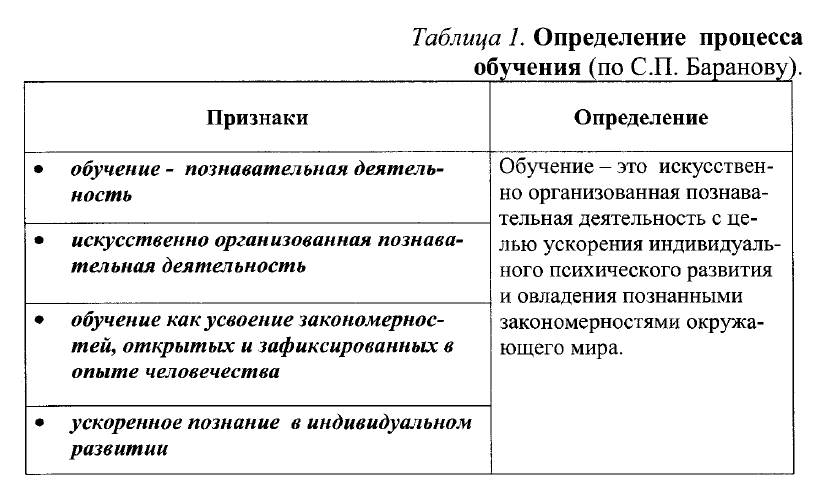 Таблица 1. Определение процесса
обучения (по С.П. Баранову).
Признаки
Определение
• обучение - познавательная деятель-
ность
• искусственно организованная познава-
тельная деятельность
• обучение как усвоение закономернос-
тей, открытых и зафиксированных в
опыте человечества
• ускоренное познание в индивидуальном
развитии
Обучение – это искусствен-
но организованная познава-
тельная деятельность с це-
лью ускорения индивидуаль-
ного психического развития
и овладения познанными
закономерностями окружа-
ющего мира.